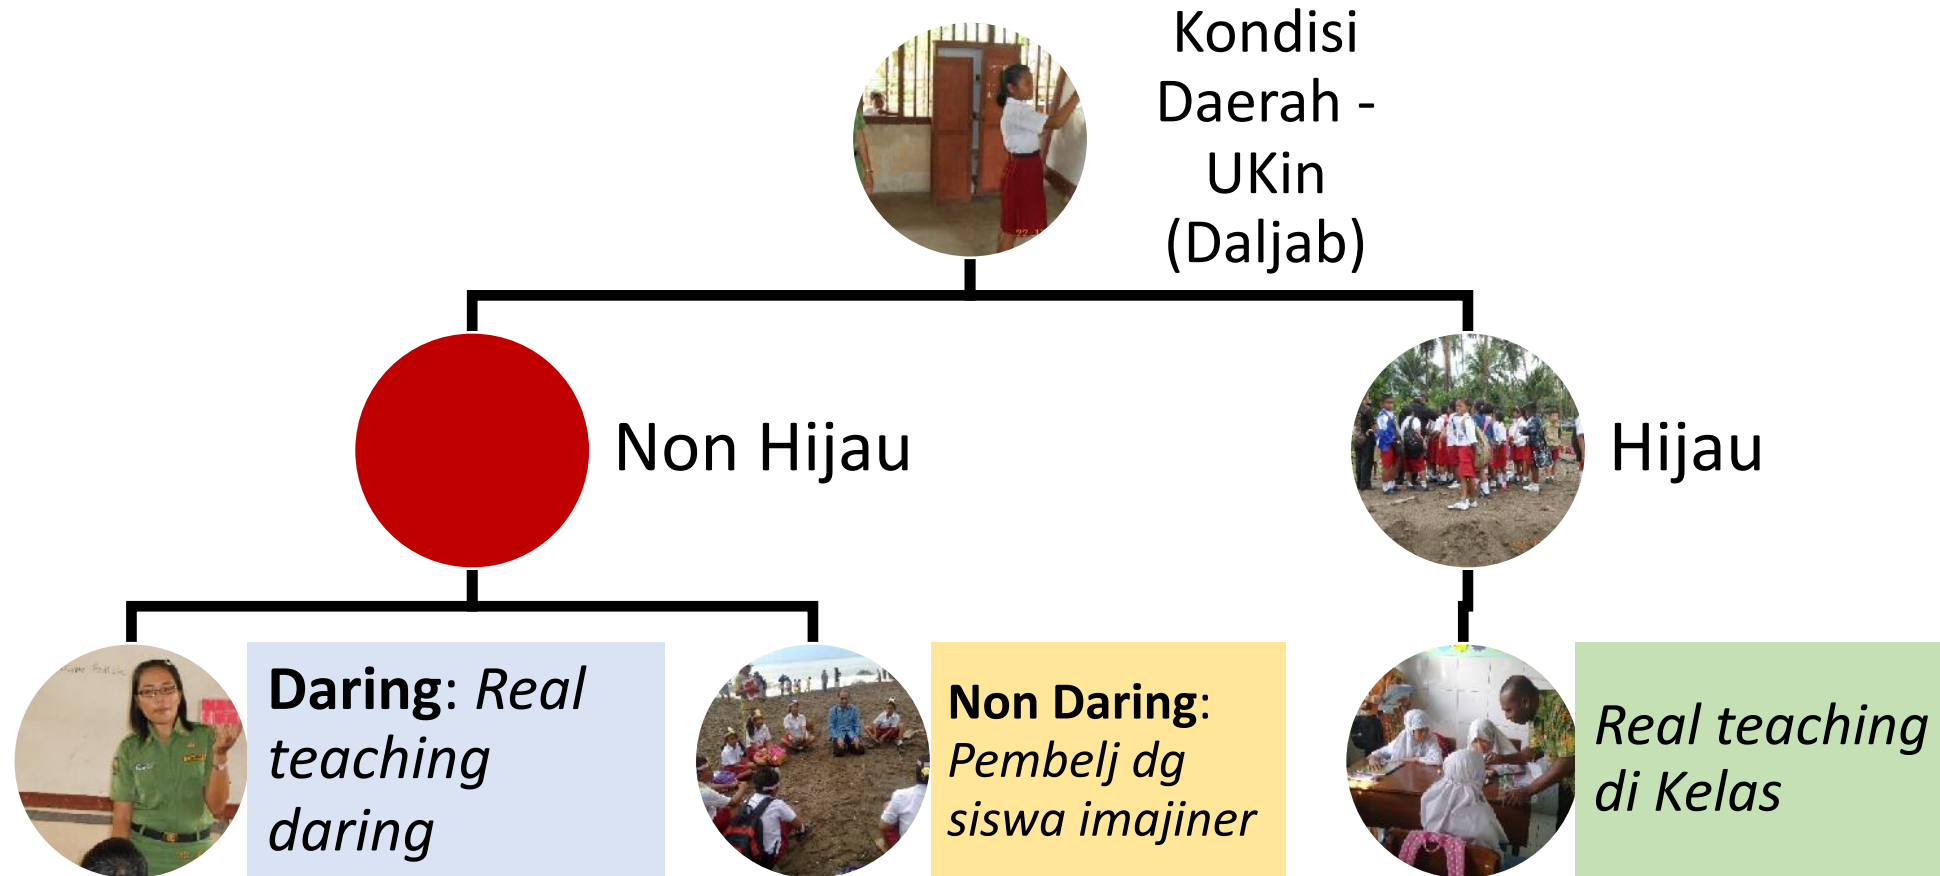 Kondisi
Daerah -
UKin
(Daljab)
Non Hijau
Hijau
Daring: Real
teaching
daring
Non Daring:
Pembelj dg
siswa imajiner
Real teaching
di Kelas